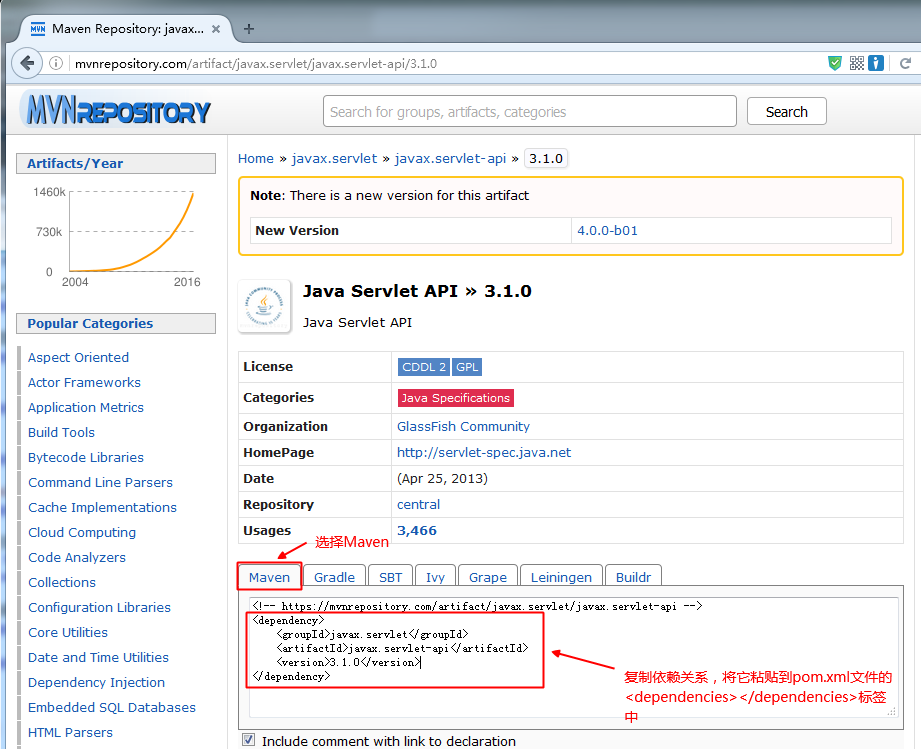 Maven Repository: javax...
mvnrepository.com/artifact/javax.servlet/javax.servlet-api/3.1.0
MVNREPOSITORY
Search for groups, artifacts, categories
Search
Artifacts/Year
1460k
730k
0
2004 2016
Popular Categories
Aspect Oriented
Actor Frameworks
Application Metrics
Build Tools
Bytecode Libraries
Command Line Parsers
Cache Implementations
Cloud Computing
Code Analyzers
Collections
Configuration Libraries
Core Utilities
Date and Time Utilities
Dependency Injection
Embedded SQL Databases
HTML Parsers
Home » javax.servlet » javax.servlet-api » 3.1.0
Note: There is a new version for this artifact
New Version 4.0.0-b01
Java Servlet API » 3.1.0
Java Servlet API
License CDDL 2 GPL
Categories Java Specifications
Organization GlassFish Community
HomePage http://servlet-spec.java.net
Date (Apr 25, 2013)
Repository central
Usages 3,466
选择Maven
Maven Gradle SBT Ivy Grape Leiningen Buildr
<!-- https://mvnrepository.com/artifact/javax.servlet/javax.servlet-api -->
<dependency>
<groupId>javax.servlet</groupId>
<artifactId>javax.servlet-api</artifactId>
<version>3.1.0</version>
</dependency>
复制依赖关系，将它粘贴到pom.xml文件的
<dependencies></dependencies>标签
中
Include comment with link to declaration